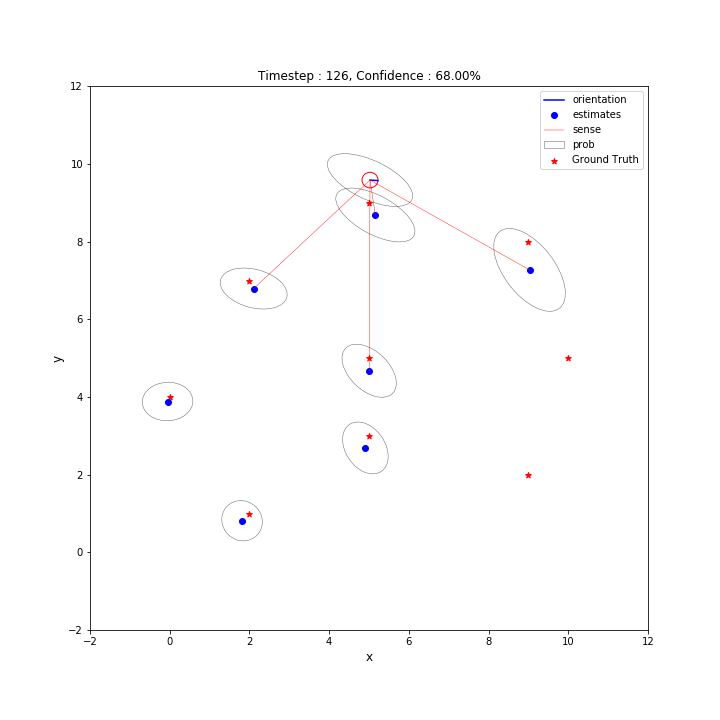 Timestep : 126, Confidence : 68.00%
orientation
estimates
sense
prob
Ground Truth
12
10
8
6
4
2
0
−2
y
−2 0 2 4 6 8 10 12
x